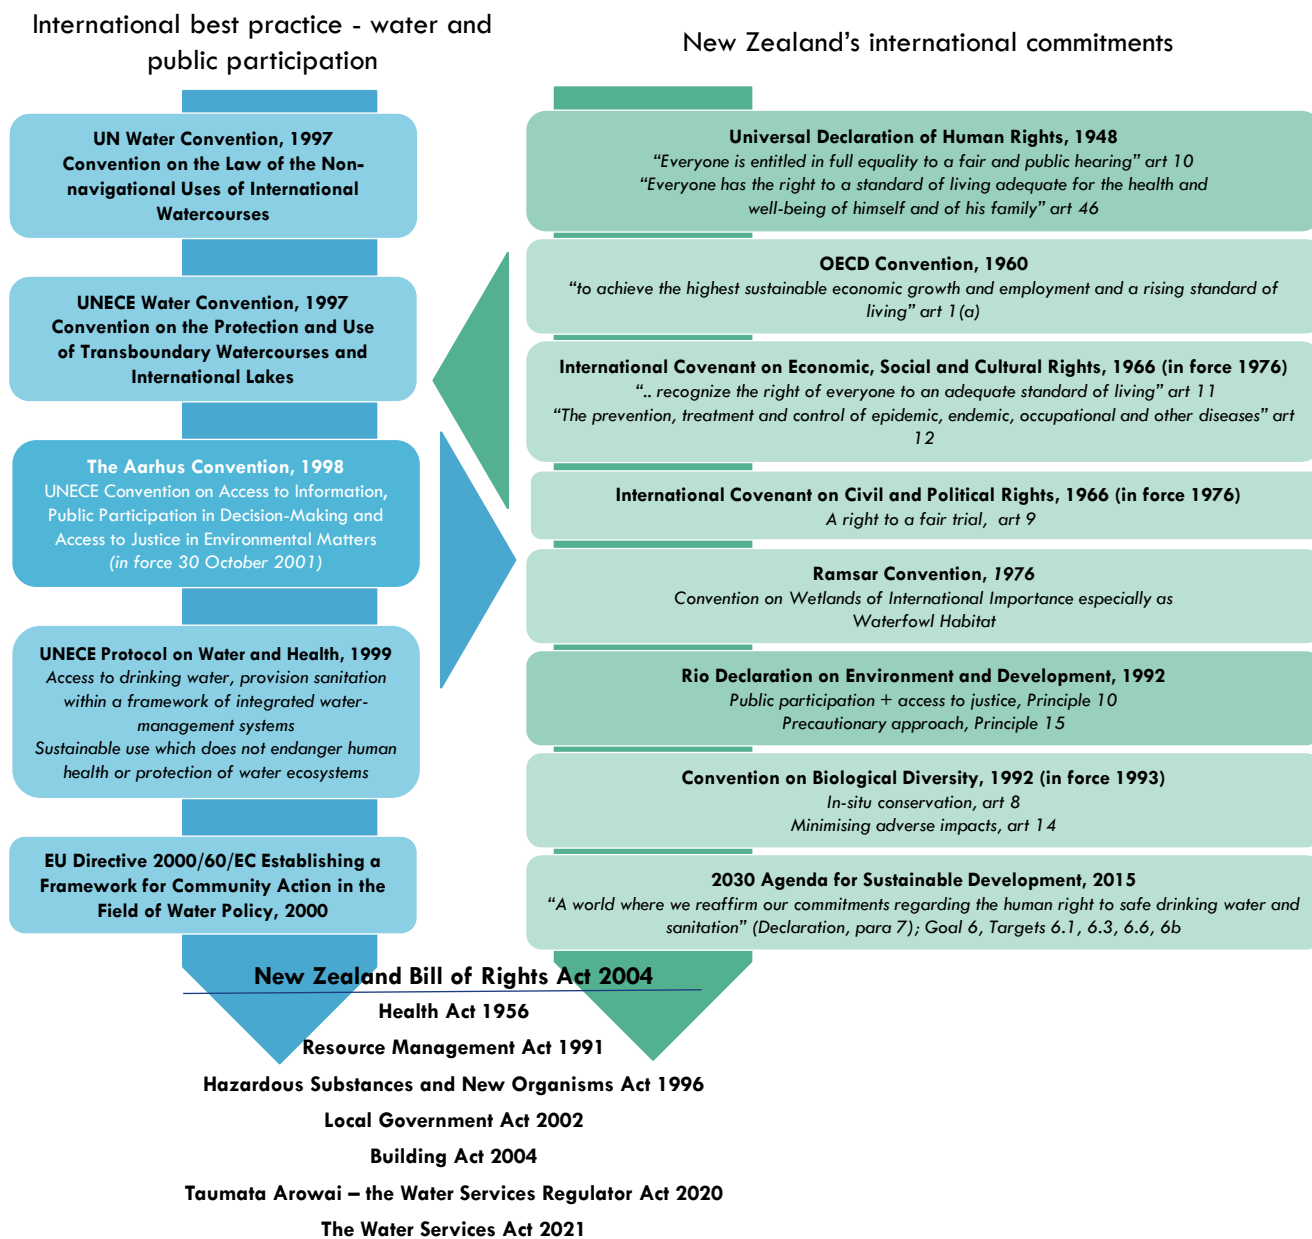 International best practice - water and
public participation
UN Water Convention, 1997
Convention on the Law of the Non-
navigational Uses of International
Watercourses
UNECE Water Convention, 1997
Convention on the Protection and Use
of Transboundary Watercourses and
International Lakes
The Aarhus Convention, 1998
UNECE Convention on Access to Information,
Public Participation in Decision-Making and
Access to Justice in Environmental Matters
(in force 30 October 2001)
UNECE Protocol on Water and Health, 1999
Access to drinking water, provision sanitation
within a framework of integrated water-
management systems
Sustainable use which does not endanger human
health or protection of water ecosystems
EU Directive 2000/60/EC Establishing a
Framework for Community Action in the
Field of Water Policy, 2000
New Zealand’s international commitments
Universal Declaration of Human Rights, 1948
“Everyone is entitled in full equality to a fair and public hearing” art 10
“Everyone has the right to a standard of living adequate for the health and
well-being of himself and of his family” art 46
OECD Convention, 1960
“to achieve the highest sustainable economic growth and employment and a rising standard of
living” art 1(a)
International Covenant on Economic, Social and Cultural Rights, 1966 (in force 1976)
“.. recognize the right of everyone to an adequate standard of living” art 11
“The prevention, treatment and control of epidemic, endemic, occupational and other diseases” art
12
International Covenant on Civil and Political Rights, 1966 (in force 1976)
A right to a fair trial, art 9
Ramsar Convention, 1976
Convention on Wetlands of International Importance especially as
Waterfowl Habitat
Rio Declaration on Environment and Development, 1992
Public participation + access to justice, Principle 10
Precautionary approach, Principle 15
Convention on Biological Diversity, 1992 (in force 1993)
In-situ conservation, art 8
Minimising adverse impacts, art 14
2030 Agenda for Sustainable Development, 2015
“A world where we reaffirm our commitments regarding the human right to safe drinking water and
sanitation” (Declaration, para 7); Goal 6, Targets 6.1, 6.3, 6.6, 6b
New Zealand Bill of Rights Act 2004
Health Act 1956
Resource Management Act 1991
Hazardous Substances and New Organisms Act 1996
Local Government Act 2002
Building Act 2004
Taumata Arowai – the Water Services Regulator Act 2020
The Water Services Act 2021